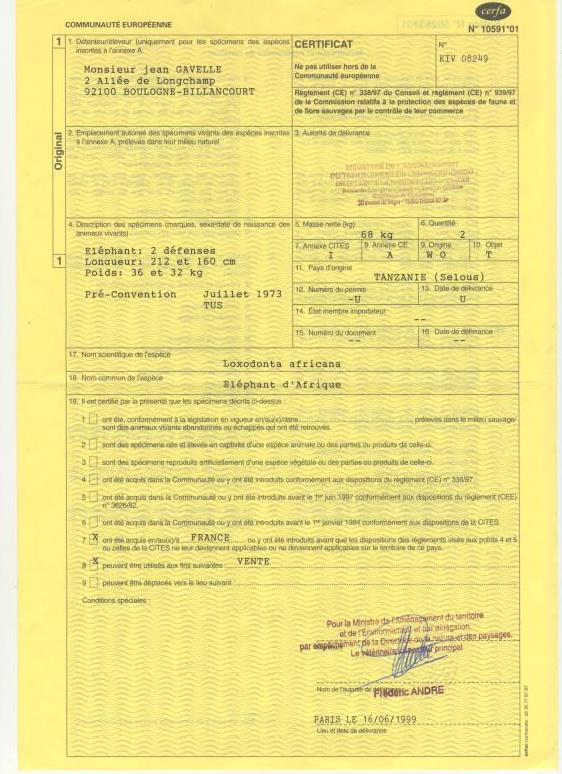 COMMUNAUTÉ EUROPÉENNE
cerfa
N° 10591*01
1
Original
1
1. Détenteur/éleveur (uniquement pour les spécimens des espèces
inscrites à l'annexe A
Monsieur jean GAVELLE
2 Allée de Longchamp
92100 BOULOGNE-BILLANCOURT
CERTIFICAT
Ne pas utiliser hors de la
Communauté européenne
N°
KIV 08249
Règlement (CE) n° 338/97 du Conseil et règlement (CE) n° 939/97
de la Commission relatifs à la protection des espèces de faune et
de flore sauvages par le contrôle de leur commerce
2. Emplacement autorisé des spécimens vivants des espèces inscrites
à l'annexe A, prélevés dans leur milieu naturel
3. Autorité de délivrance
MINISTERE DE L'AMENAGEMENT
4. Description des spécimens (marques, sexe/date de naissance des
animaux vivants)
Eléphant: 2 défenses
Longueur: 212 et 160 cm
Poids: 36 et 32 kg
Pré-Convention Juillet 1973
TUS
5. Masse nette (kg)
68 kg
6. Quantité
2
7. Annexe CITES
I
8. Annexe CE
A
9. Origine
W O
10. Objet
T
11. Pays d'origine
TANZANIE (Selous)
12. Numéro du permis
-U
13. Date de délivrance
U
14. État membre importateur
--
15. Numéro du document
--
16. Date de délivrance
--
17. Nom scientifique de l'espèce
Loxodonta africana
18. Nom commun de l'espèce
Eléphant d'Afrique
19. Il est certifié par la présente que les spécimens décrits ci-dessus :
1 ont été, conformément à la législation en vigueur en/au(x)/dans , prélevés dans le milieu sauvage/
sont des animaux vivants abandonnés ou échappés qui ont été retrouvés.
2 sont des spécimens nés et élevés en captivité d'une espèce animale ou des parties ou produits de celle-ci.
3 sont des spécimens reproduits artificiellement d'une espèce végétale ou des parties ou produits de celle-ci.
4 ont été acquis dans la Communauté ou y ont été introduits conformément aux dispositions du règlement (CE) n° 338/97.
5 ont été acquis dans la Communauté ou y ont été introduits avant le 1er juin 1997 conformément aux dispositions du règlement (CEE)
n° 3626/82.
6 ont été acquis dans la Communauté ou y ont été introduits avant le 1er janvier 1984 conformément aux dispositions de la CITES.
7 X ont été acquis en/au(x)/à FRANCE ou y ont été introduits avant que les dispositions des règlements visés aux points 4 et 5
ou celles de la CITES ne leur deviennent applicables ou ne deviennent applicables sur le territoire de ce pays.
8 X peuvent être utilisés aux fins suivantes : VENTE
9 peuvent être déplacés vers le lieu suivant :
Conditions spéciales :
Pour la Ministre de l'Aménagement du territoire
et de l'Environnement et par délégation,
par empêchement de la Directrice de la nature et des paysages,
Le vétérinaire inspecteur principal
Nom de l'autorité de délivrance
Frédéric ANDRE
PARIS LE 16/06/1999
Lieu et date de délivrance